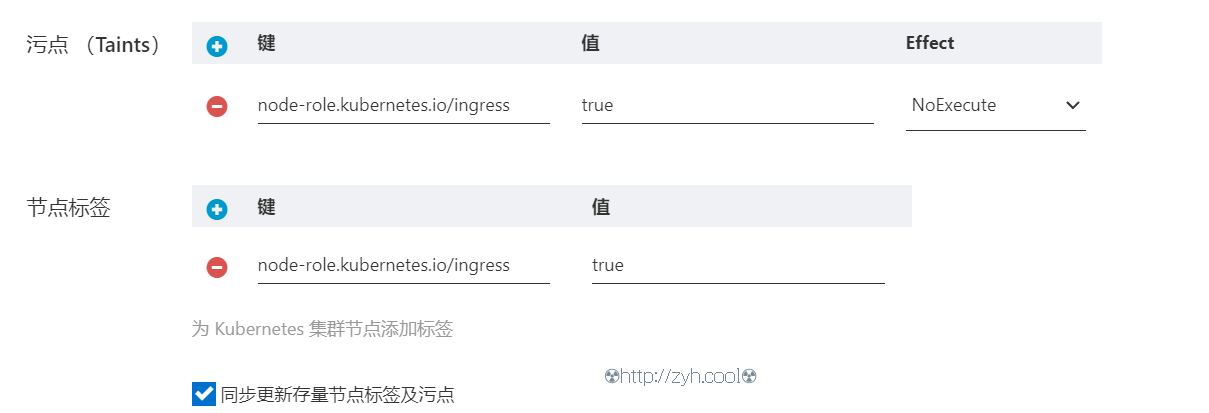 污点 （Taints） 键 值 Effect
node-role.kubernetes.io/ingress true NoExecute
节点标签 键 值
node-role.kubernetes.io/ingress true
为 Kubernetes 集群节点添加标签
☢http://zyh.cool☢
同步更新存量节点标签及污点